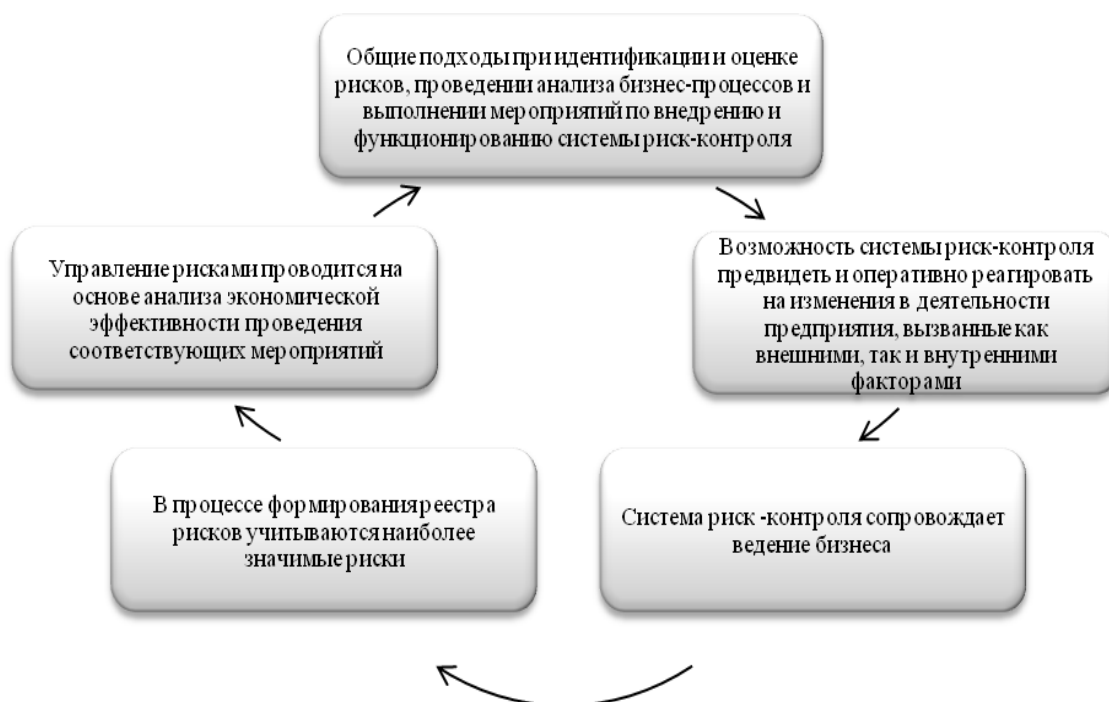 Общие подходы при идентификации и оценке
рисков, проведении анализа бизнес-процессов и
выполнении мероприятий по внедрению и
функционированию системы риск-контроля
Возможность системы риск-контроля
предвидеть и оперативно реагировать
на изменения в деятельности
предприятия, вызванные как
внешними, так и внутренними
факторами
Система риск -контроля сопровождает
ведение бизнеса
В процессе формирования реестра
рисков учитываются наиболее
значимые риски
Управление рисками проводится на
основе анализа экономической
эффективности проведения
соответствующих мероприятий